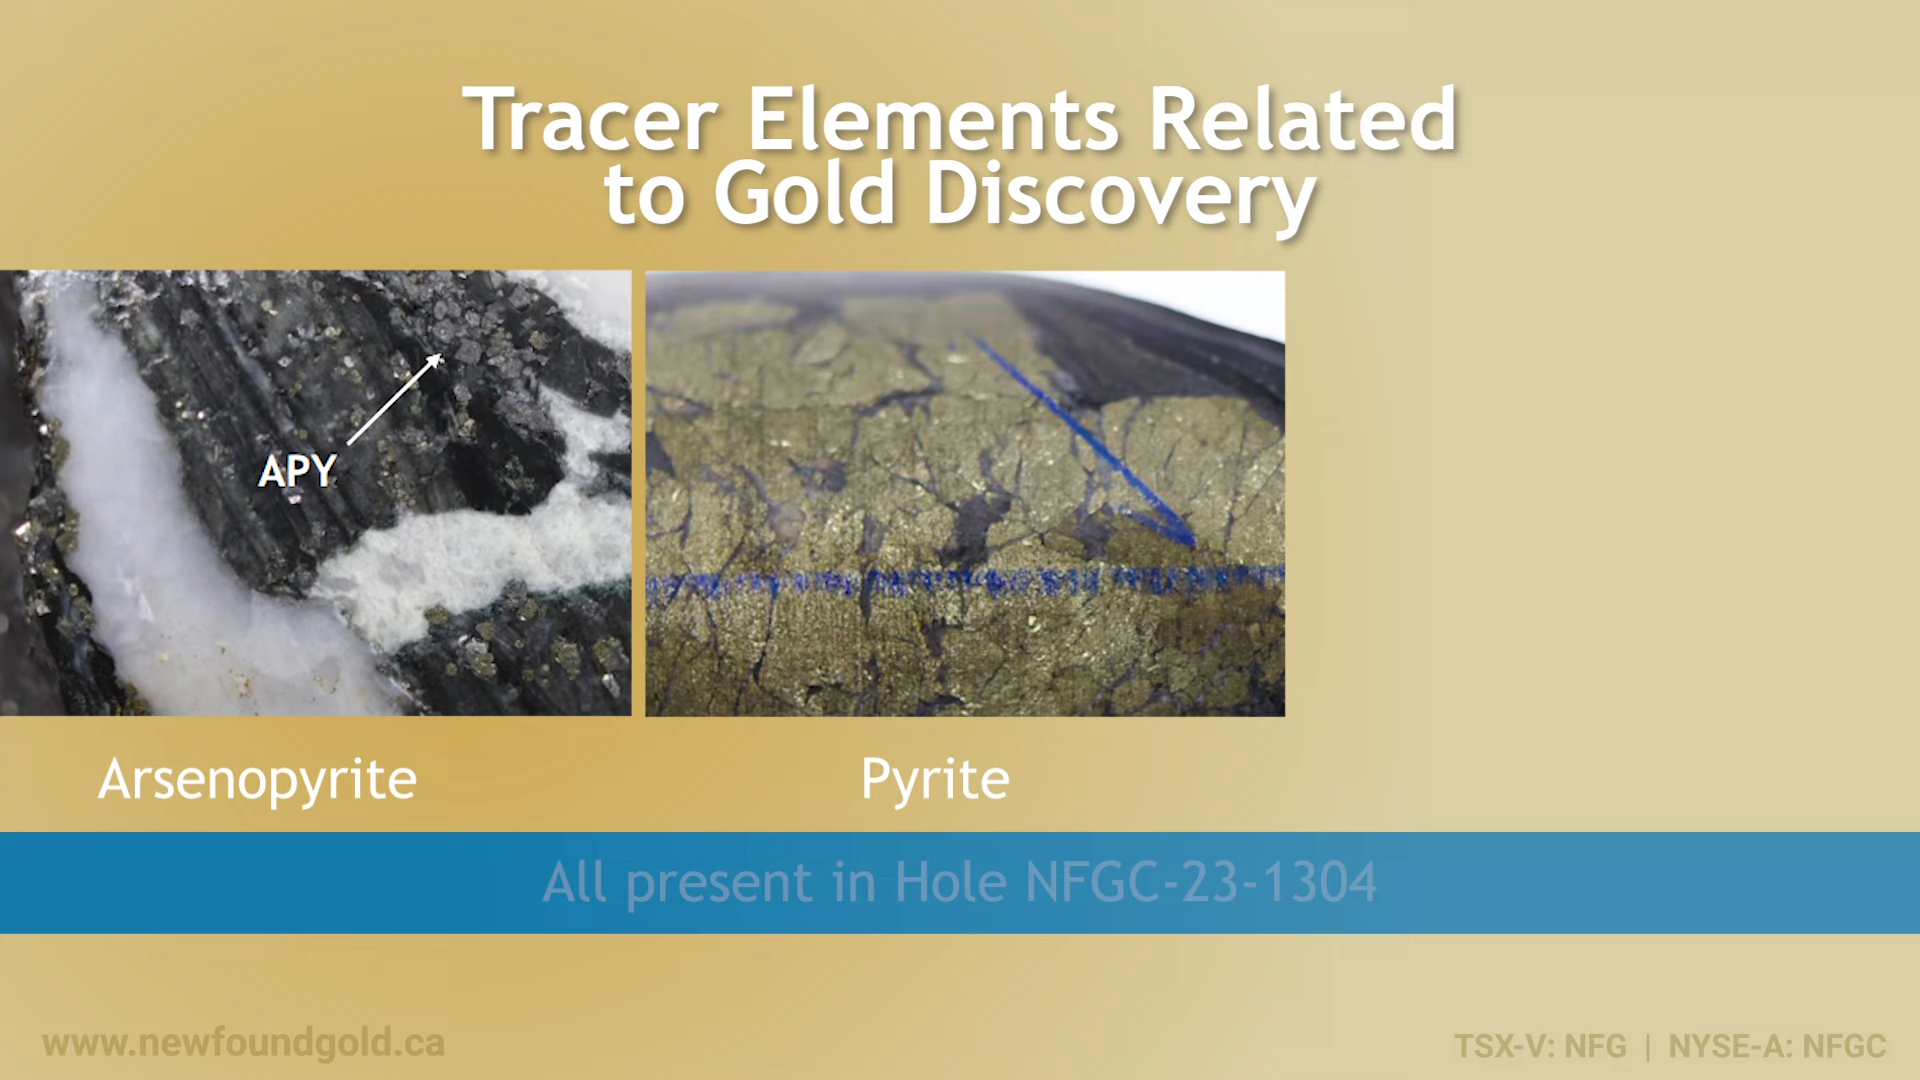 Tracer Elements Related
to Gold Discovery
APY
Arsenopyrite
Pyrite
All present in Hole NFGC-23-1304
www.newfoundgold.ca
TSX-V: NFG | NYSE-A: NFGC